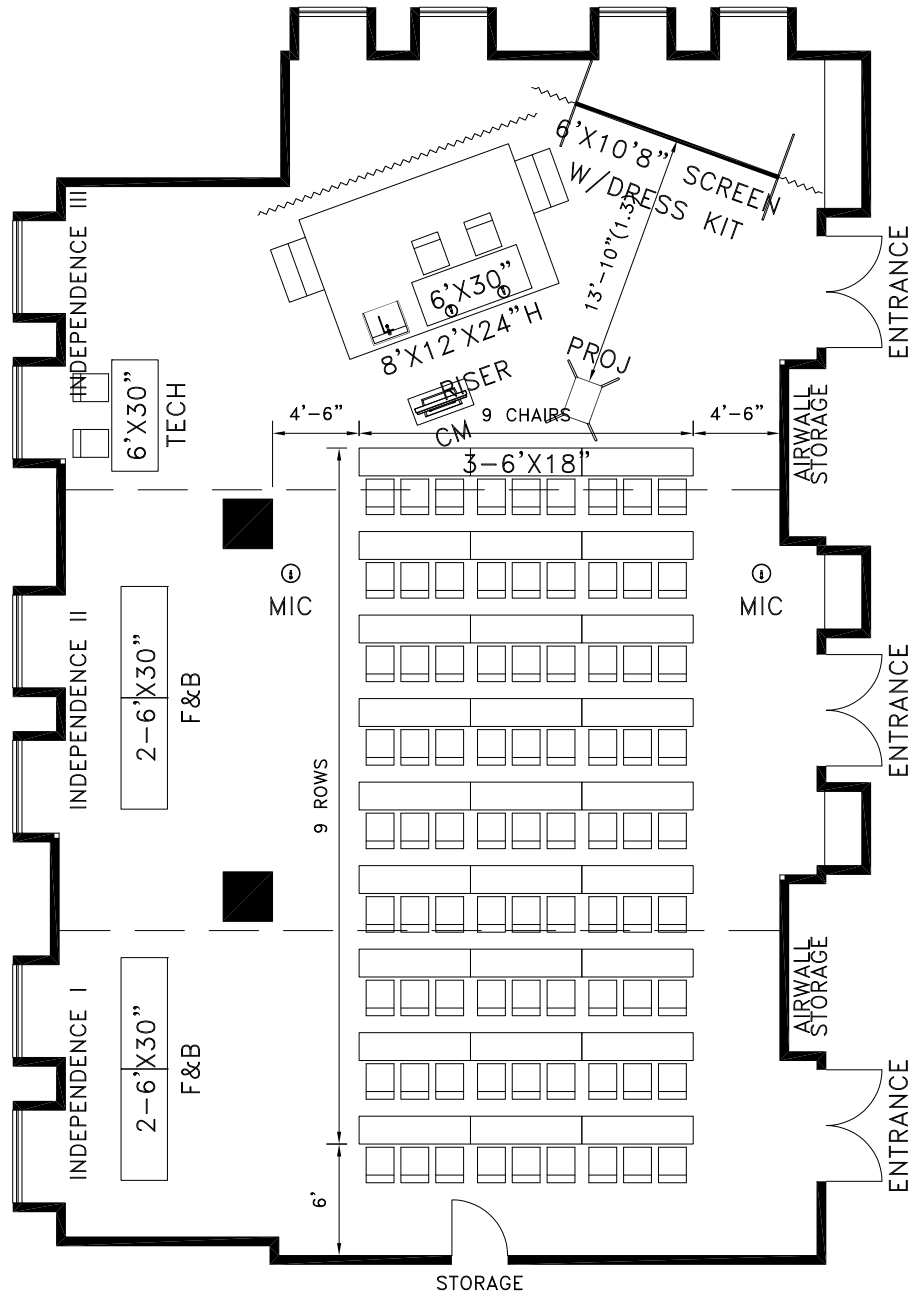 6'X10'8" SCREEN
W/DRESS KIT
13'-10"(1.3)
INDEPENDENCE III
ENTRANCE
6'X30"
8'X12'X24"H
RISER
PROJ
CM
6'X30"
TECH
4'-6"
9 CHAIRS
4'-6"
AIRWALL
STORAGE
3-6'X18"
MIC
MIC
INDEPENDENCE II
2-6'X30"
F&B
ENTRANCE
9 ROWS
AIRWALL
STORAGE
INDEPENDENCE I
2-6'X30"
F&B
ENTRANCE
6'
STORAGE